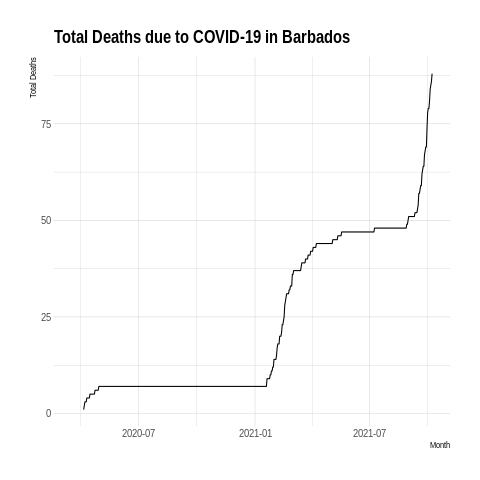 Total Deaths due to COVID-19 in Barbados
Total Deaths
75
50
25
0
2020-07
2021-01
2021-07
Month